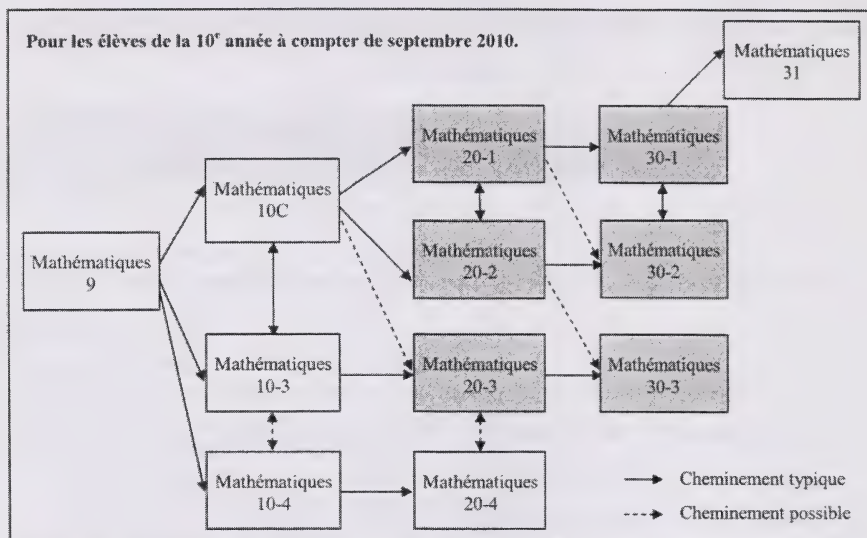 Pour les élèves de la 10e année à compter de septembre 2010.
Mathématiques
31
Mathématiques
20-1
Mathématiques
30-1
Mathématiques
10C
Mathématiques
9
Mathématiques
20-2
Mathématiques
30-2
Mathématiques
10-3
Mathématiques
20-3
Mathématiques
30-3
Mathématiques
10-4
Mathématiques
20-4
Cheminement typique
Cheminement possible